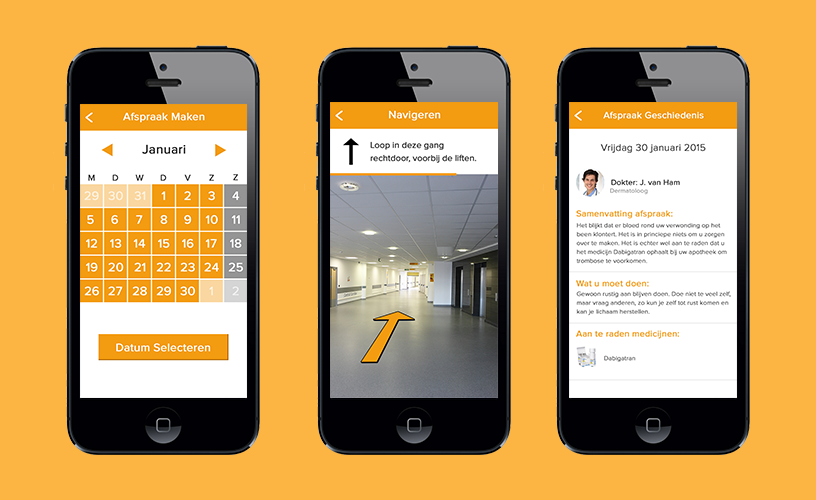 Afspraak Maken
Januari
M D W D V Z Z
29 30 31 1 2 3 4
5 6 7 8 9 10 11
12 13 14 15 16 17 18
19 20 21 22 23 24 25
26 27 28 29 30 1 2
Datum Selecteren
Navigeren
Loop in deze gang
rechtdoor, voorbij de liften.
Afspraak Geschiedenis
Vrijdag 30 januari 2015
Dokter: J. van Ham
Dermatoloog
Samenvatting afspraak:
Het blijkt dat er bloed rond uw verwonding op het
been klontert. Het is in principe niets om u zorgen
over te maken. Het is echter wel aan te raden dat u
het medicijn Dabigatran ophaalt bij uw apotheek om
trombose te voorkomen.
Wat u moet doen:
Gewoon rustig aan blijven doen. Doe niet te veel zelf,
maar vraag anderen, zo kun je zelf tot rust komen en
kan je lichaam herstellen.
Aan te raden medicijnen:
Dabigatran